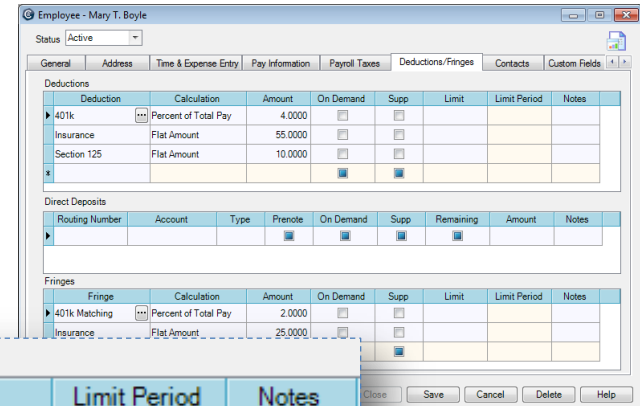 Employee - Mary T. Boyle
Status Active
General Address Time & Expense Entry Pay Information Payroll Taxes Deductions/Fringes Contacts Custom Fields
Deductions
Deduction Calculation Amount On Demand Supp Limit Limit Period Notes
401k ... Percent of Total Pay 4.0000
Insurance Flat Amount 55.0000
Section 125 Flat Amount 10.0000
*
Direct Deposits
Routing Number Account Type Prenote On Demand Supp Remaining Amount Notes
Fringes
Fringe Calculation Amount On Demand Supp Limit Limit Period Notes
401k Matching ... Percent of Total Pay 2.0000
Insurance Flat Amount 25.0000
Limit Period Notes
Close Save Cancel Delete Help